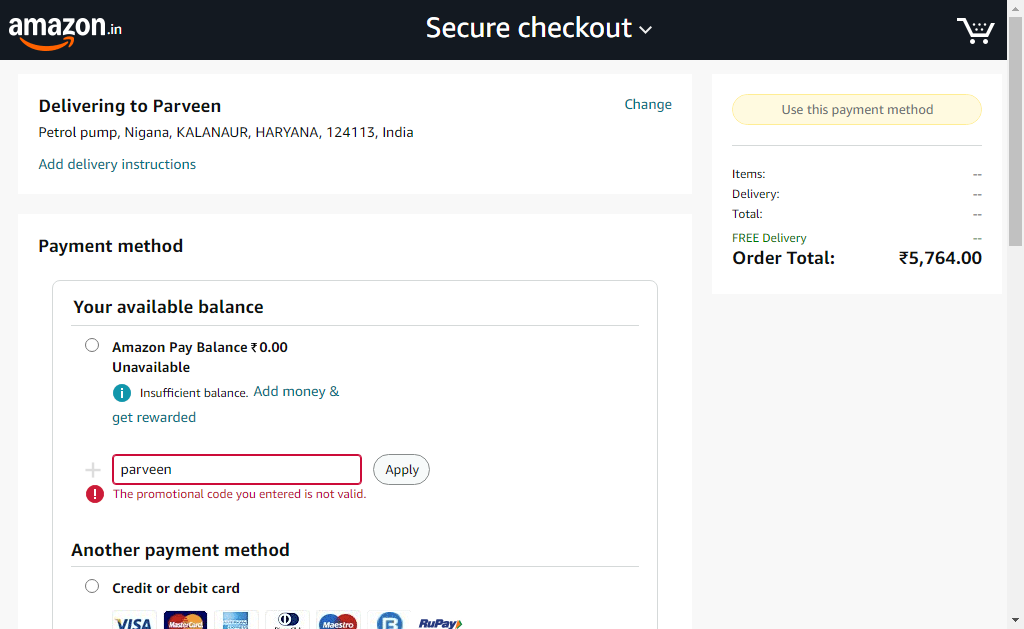 amazon.in
Secure checkout
Delivering to Parveen
Change
Petrol pump, Nigana, KALANAUR, HARYANA, 124113, India
Add delivery instructions
Use this payment method
Items: --
Delivery: --
Total: --
FREE Delivery --
Order Total: ₹5,764.00
Payment method
Your available balance
Amazon Pay Balance ₹0.00
Unavailable
Insufficient balance. Add money &
get rewarded
parveen
Apply
The promotional code you entered is not valid.
Another payment method
Credit or debit card
VISA MasterCard Maestro RuPay